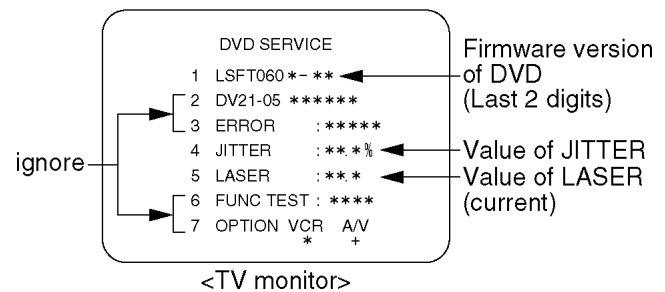 DVD SERVICE
1 LSFT060*-**
2 DV21-05 ******
3 ERROR :*****
4 JITTER :**.*%
5 LASER :**.*
6 FUNC TEST : ****
7 OPTION VCR A/V
* +
ignore
Firmware version
of DVD
(Last 2 digits)
Value of JITTER
Value of LASER
(current)
<TV monitor>